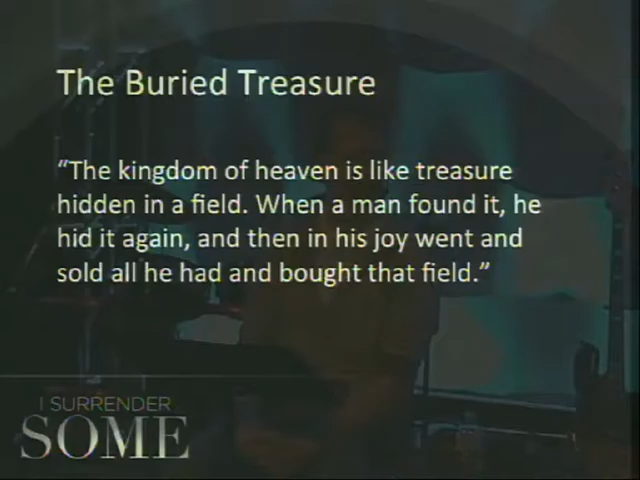 The Buried Treasure
“The kingdom of heaven is like treasure
hidden in a field. When a man found it, he
hid it again, and then in his joy went and
sold all he had and bought that field.”
I SURRENDER
SOME